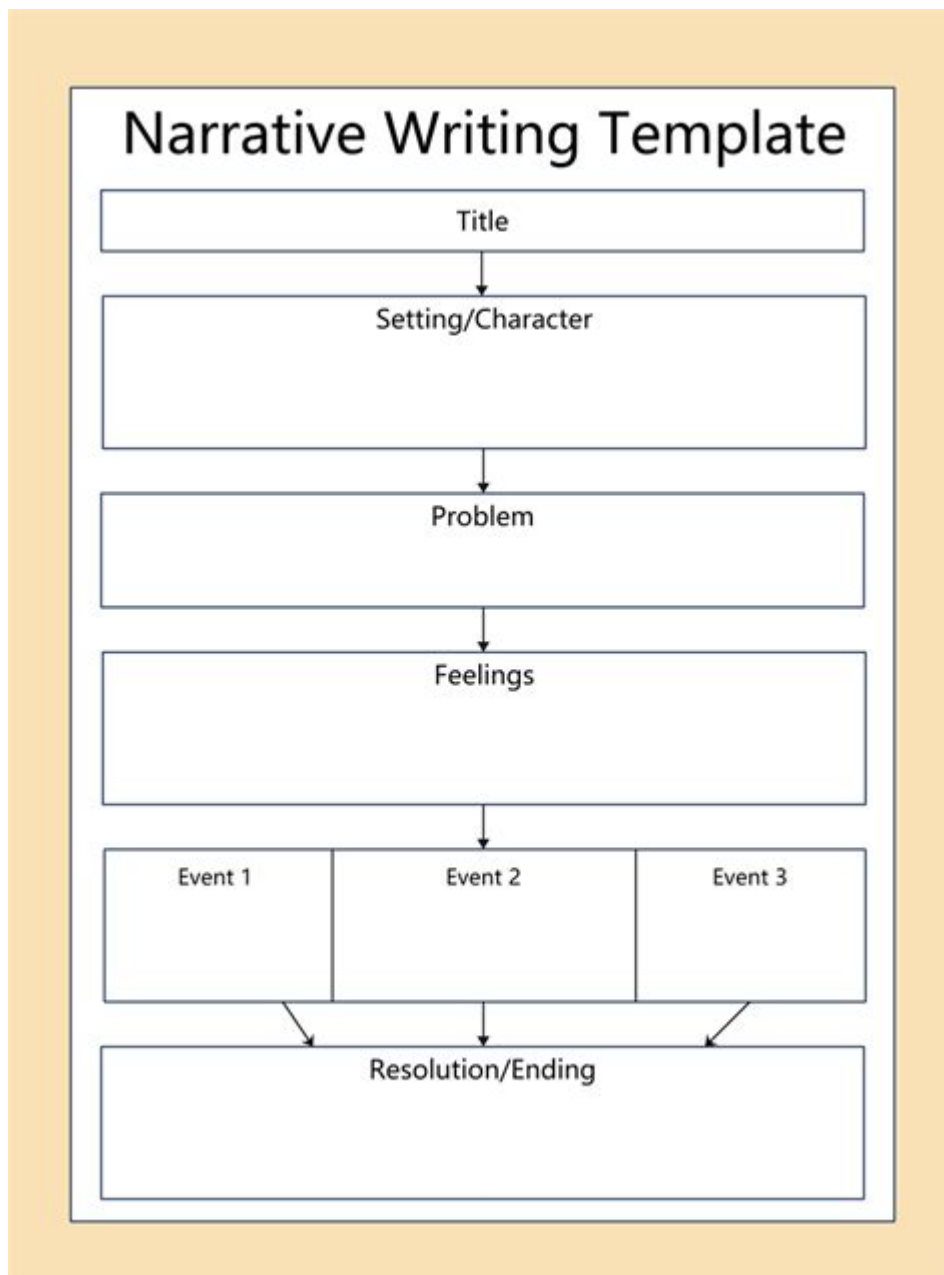 Narrative Writing Template
Title
Setting/Character
Problem
Feelings
Event 1
Event 2
Event 3
Resolution/Ending